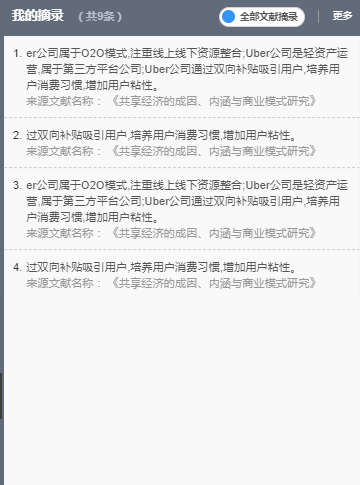 我的摘录 （共9条） 全部文献摘录 更多
1. er公司属于O2O模式,注重线上线下资源整合;Uber公司是轻资产运
营,属于第三方平台公司;Uber公司通过双向补贴吸引用户,培养用
户消费习惯,增加用户粘性。
来源文献名称： 《共享经济的成因、内涵与商业模式研究》
2. 过双向补贴吸引用户,培养用户消费习惯,增加用户粘性。
来源文献名称： 《共享经济的成因、内涵与商业模式研究》
3. er公司属于O2O模式,注重线上线下资源整合;Uber公司是轻资产运
营,属于第三方平台公司;Uber公司通过双向补贴吸引用户,培养用
户消费习惯,增加用户粘性。
来源文献名称： 《共享经济的成因、内涵与商业模式研究》
4. 过双向补贴吸引用户,培养用户消费习惯,增加用户粘性。
来源文献名称： 《共享经济的成因、内涵与商业模式研究》